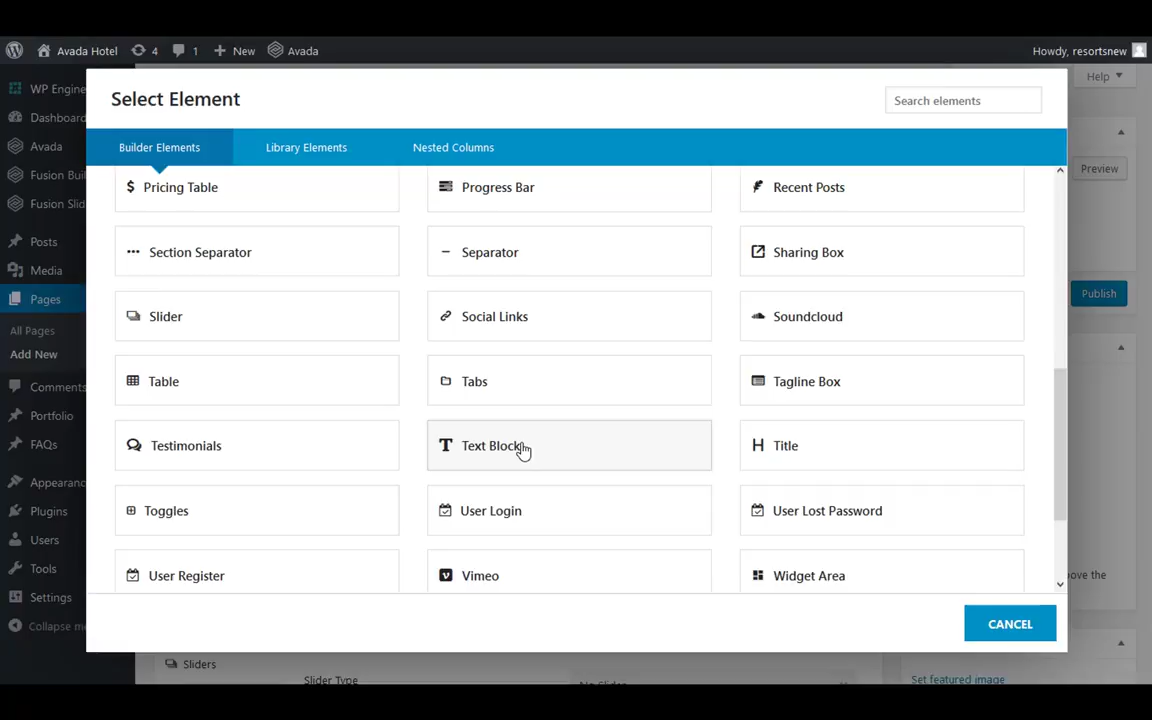 Avada Hotel 4 1 New Avada Howdy, resortsnew
WP Engine
Dashboard
Avada
Fusion Buil
Fusion Slid
Posts
Media
Pages
All Pages
Add New
Comments
Portfolio
FAQs
Appearanc
Plugins
Users
Tools
Settings
Collapse me
Select Element
Search elements
Builder Elements Library Elements Nested Columns
Pricing Table Progress Bar Recent Posts
Section Separator Separator Sharing Box
Slider Social Links Soundcloud
Table Tabs Tagline Box
Testimonials Text Block Title
Toggles User Login User Lost Password
User Register Vimeo Widget Area
CANCEL
Help
Preview
Publish
ove the
Sliders
Slider Type No Slider
Set featured image